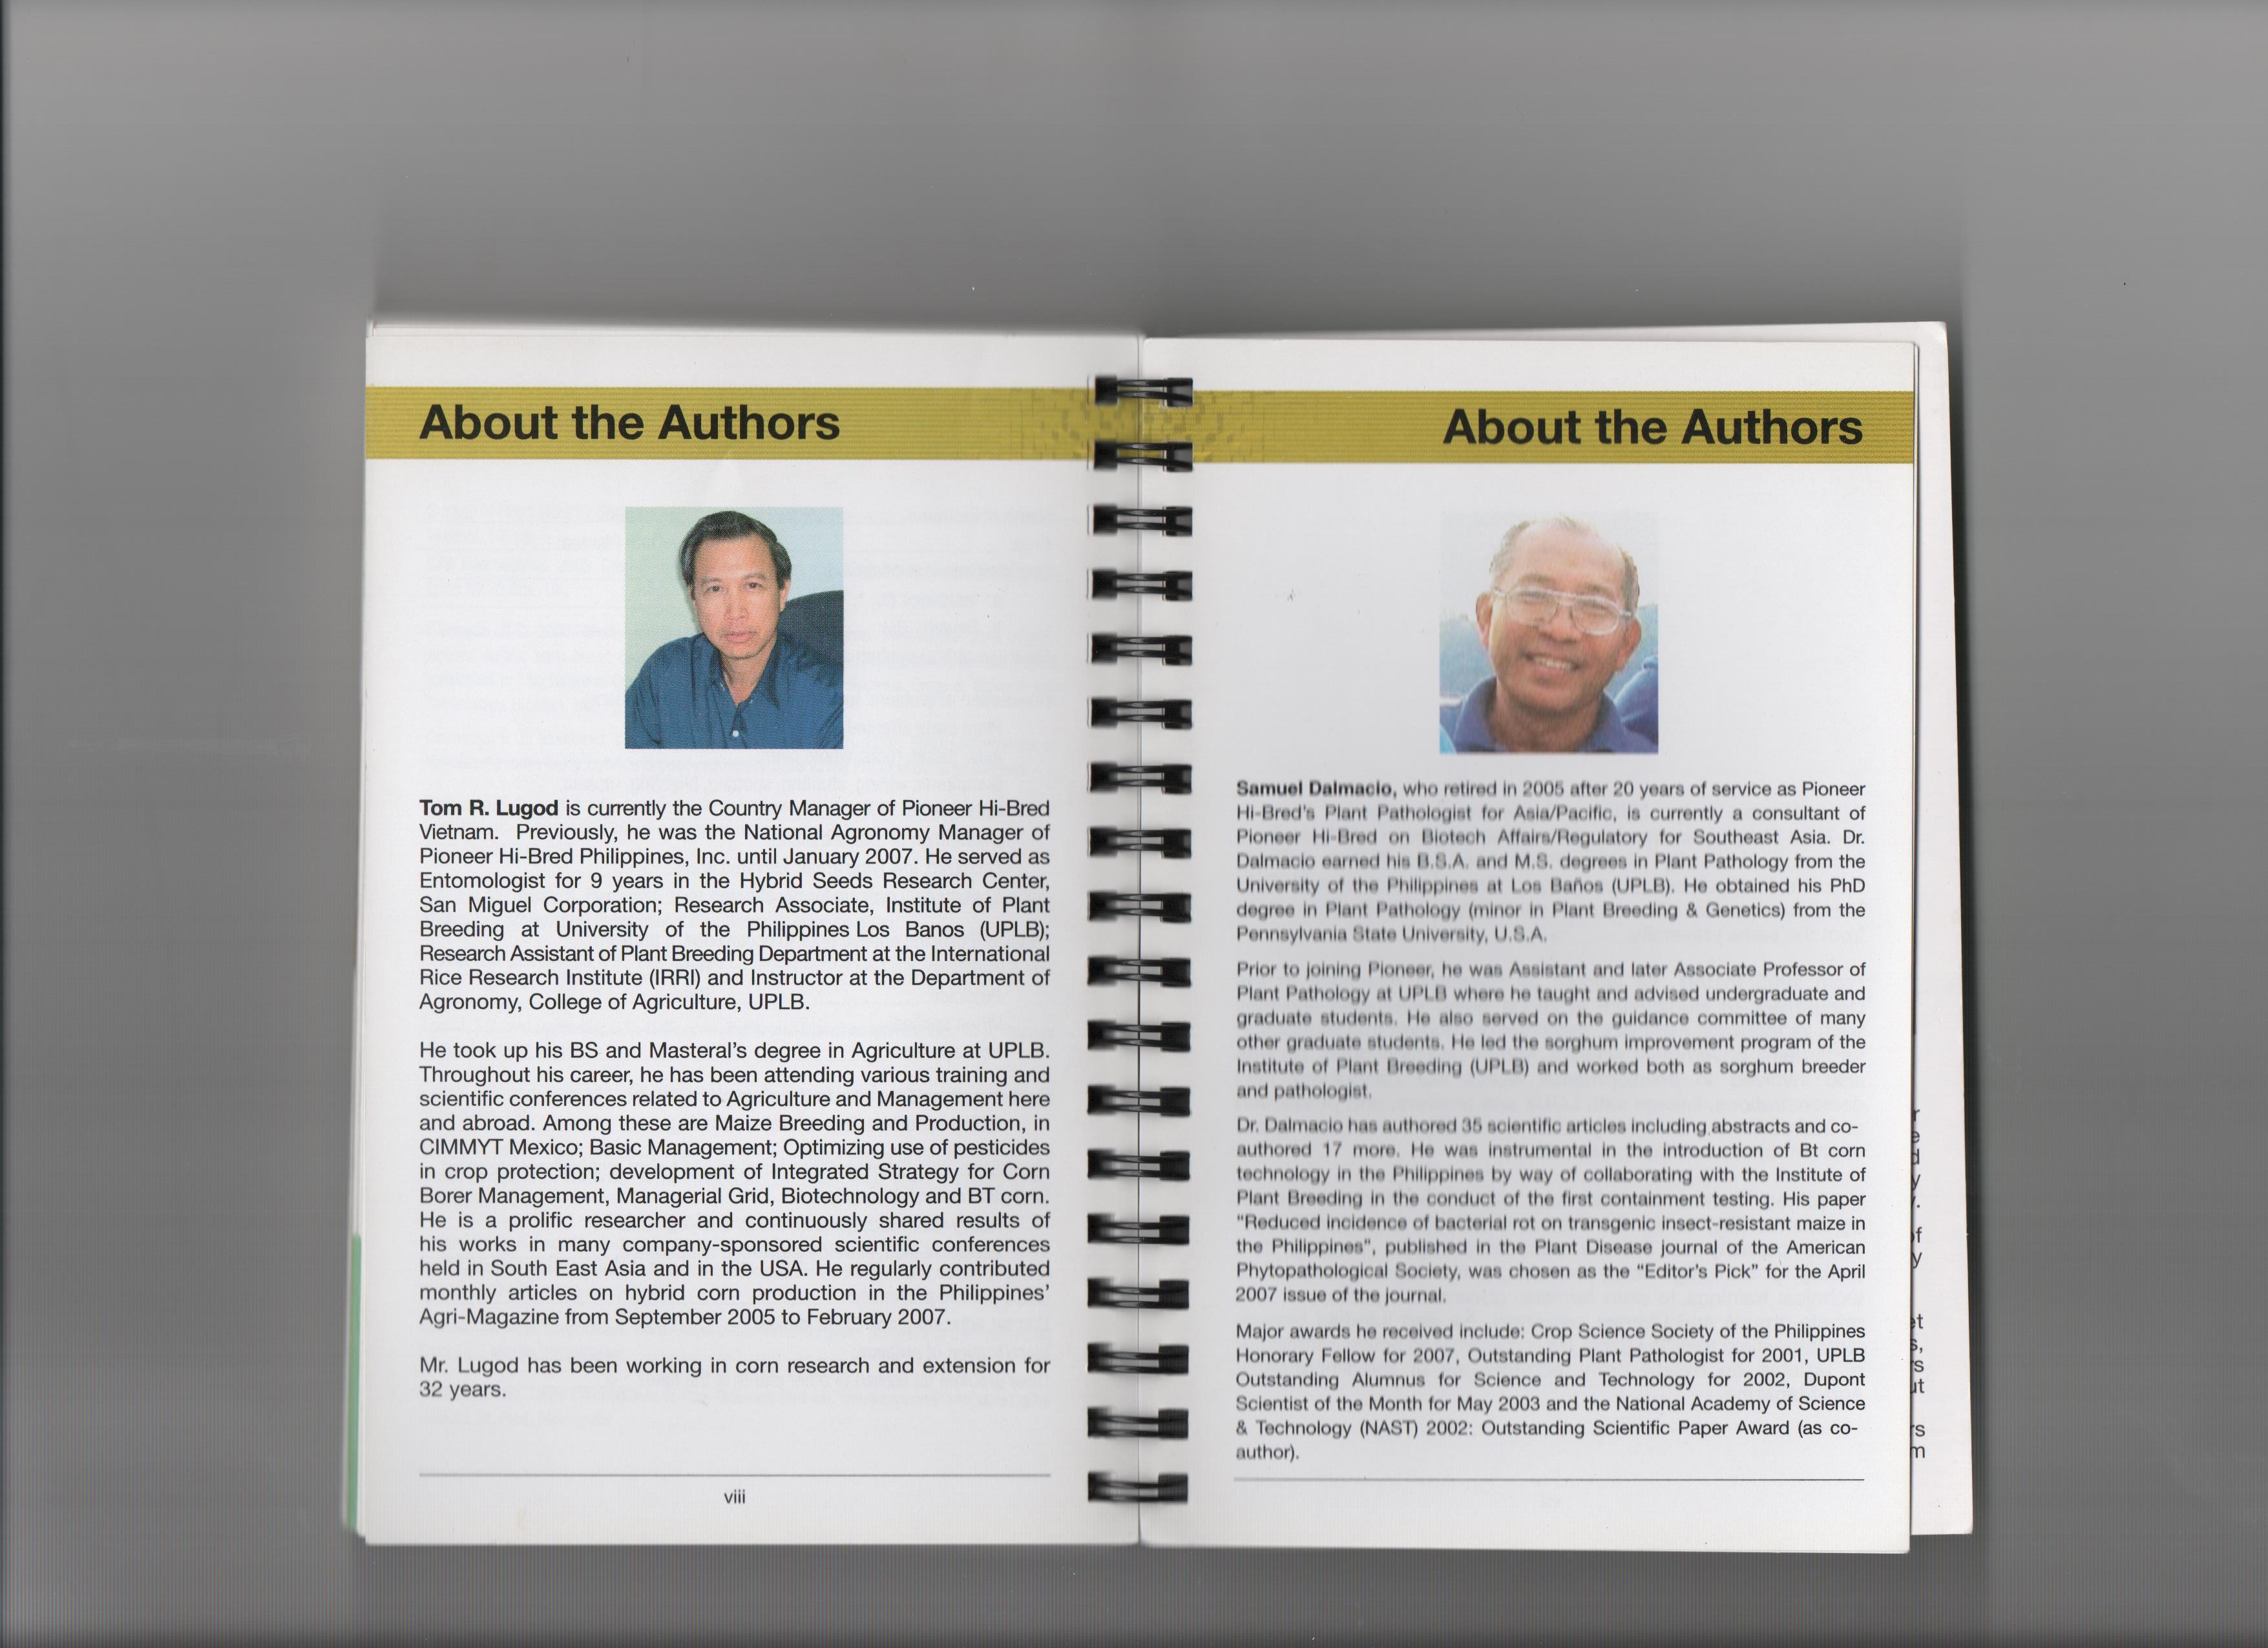 About the Authors
Tom R. Lugod is currently the Country Manager of Pioneer Hi-Bred
Vietnam. Previously, he was the National Agronomy Manager of
Pioneer Hi-Bred Philippines, Inc. until January 2007. He served as
Entomologist for 9 years in the Hybrid Seeds Research Center,
San Miguel Corporation; Research Associate, Institute of Plant
Breeding at University of the Philippines Los Banos (UPLB);
Research Assistant of Plant Breeding Department at the International
Rice Research Institute (IRRI) and Instructor at the Department of
Agronomy, College of Agriculture, UPLB.
He took up his BS and Masteral's degree in Agriculture at UPLB.
Throughout his career, he has been attending various training and
scientific conferences related to Agriculture and Management here
and abroad. Among these are Maize Breeding and Production, in
CIMMYT Mexico; Basic Management; Optimizing use of pesticides
in crop protection; development of Integrated Strategy for Corn
Borer Management, Managerial Grid, Biotechnology and BT corn.
He is a prolific researcher and continuously shared results of
his works in many company-sponsored scientific conferences
held in South East Asia and in the USA. He regularly contributed
monthly articles on hybrid corn production in the Philippines'
Agri-Magazine from September 2005 to February 2007.
Mr. Lugod has been working in corn research and extension for
32 years.
viii
About the Authors
Samuel Dalmacio, who retired in 2005 after 20 years of service as Pioneer
Hi-Bred's Plant Pathologist for Asia/Pacific, is currently a consultant of
Pioneer Hi-Bred on Biotech Affairs/Regulatory for Southeast Asia. Dr.
Dalmacio earned his B.S.A. and M.S. degrees in Plant Pathology from the
University of the Philippines at Los Baños (UPLB). He obtained his PhD
degree in Plant Pathology (minor in Plant Breeding & Genetics) from the
Pennsylvania State University, U.S.A.
Prior to joining Pioneer, he was Assistant and later Associate Professor of
Plant Pathology at UPLB where he taught and advised undergraduate and
graduate students. He also served on the guidance committee of many
other graduate students. He led the sorghum improvement program of the
Institute of Plant Breeding (UPLB) and worked both as sorghum breeder
and pathologist.
Dr. Dalmacio has authored 35 scientific articles including abstracts and co-
authored 17 more. He was instrumental in the introduction of Bt corn
technology in the Philippines by way of collaborating with the Institute of
Plant Breeding in the conduct of the first containment testing. His paper
"Reduced incidence of bacterial rot on transgenic insect-resistant maize in
the Philippines", published in the Plant Disease journal of the American
Phytopathological Society, was chosen as the "Editor's Pick" for the April
2007 issue of the journal.
Major awards he received include: Crop Science Society of the Philippines
Honorary Fellow for 2007, Outstanding Plant Pathologist for 2001, UPLB
Outstanding Alumnus for Science and Technology for 2002, Dupont
Scientist of the Month for May 2003 and the National Academy of Science
& Technology (NAST) 2002: Outstanding Scientific Paper Award (as co-
author).